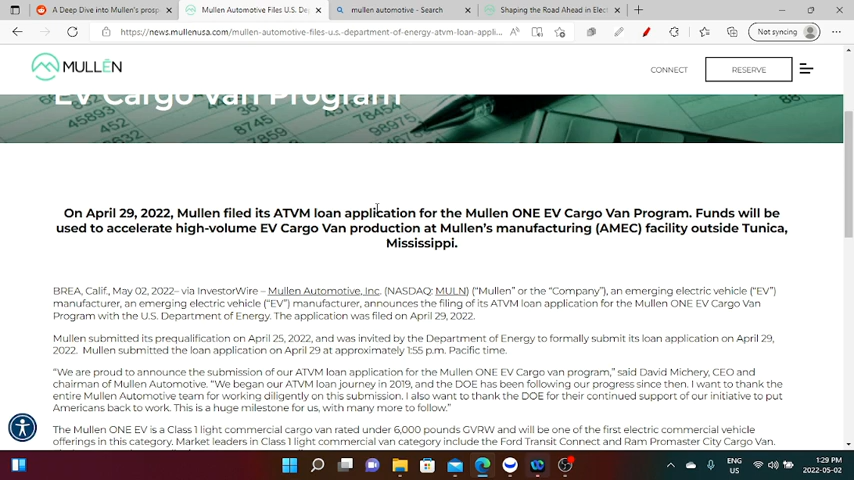 A Deep Dive into Mullen's prosp
Mullen Automotive Files U.S. De
mullen automotive - Search
Shaping the Road Ahead in Elect
https://news.mullenusa.com/mullen-automotive-files-u.s.-department-of-energy-atvm-loan-appli...
Not syncing
MULLEN
CONNECT
RESERVE
EV Cargo Van Program
On April 29, 2022, Mullen filed its ATVM loan application for the Mullen ONE EV Cargo Van Program. Funds will be
used to accelerate high-volume EV Cargo Van production at Mullen's manufacturing (AMEC) facility outside Tunica,
Mississippi.
BREA, Calif., May 02, 2022– via InvestorWire – Mullen Automotive, Inc. (NASDAQ: MULN) ("Mullen" or the "Company"), an emerging electric vehicle ("EV")
manufacturer, an emerging electric vehicle ("EV") manufacturer, announces the filing of its ATVM loan application for the Mullen ONE EV Cargo Van
Program with the U.S. Department of Energy. The application was filed on April 29, 2022.
Mullen submitted its prequalification on April 25, 2022, and was invited by the Department of Energy to formally submit its loan application on April 29,
2022. Mullen submitted the loan application on April 29 at approximately 1:55 p.m. Pacific time.
"We are proud to announce the submission of our ATVM loan application for the Mullen ONE EV Cargo van program," said David Michery, CEO and
chairman of Mullen Automotive. "We began our ATVM loan journey in 2019, and the DOE has been following our progress since then. I want to thank the
entire Mullen Automotive team for working diligently on this submission. I also want to thank the DOE for their continued support of our initiative to put
Americans back to work. This is a huge milestone for us, with many more to follow."
The Mullen ONE EV is a Class 1 light commercial cargo van rated under 6,000 pounds GVRW and will be one of the first electric commercial vehicle
offerings in this category. Market leaders in Class 1 light commercial van category include the Ford Transit Connect and Ram Promaster City Cargo Van.
ENG
US
1:29 PM
2022-05-02